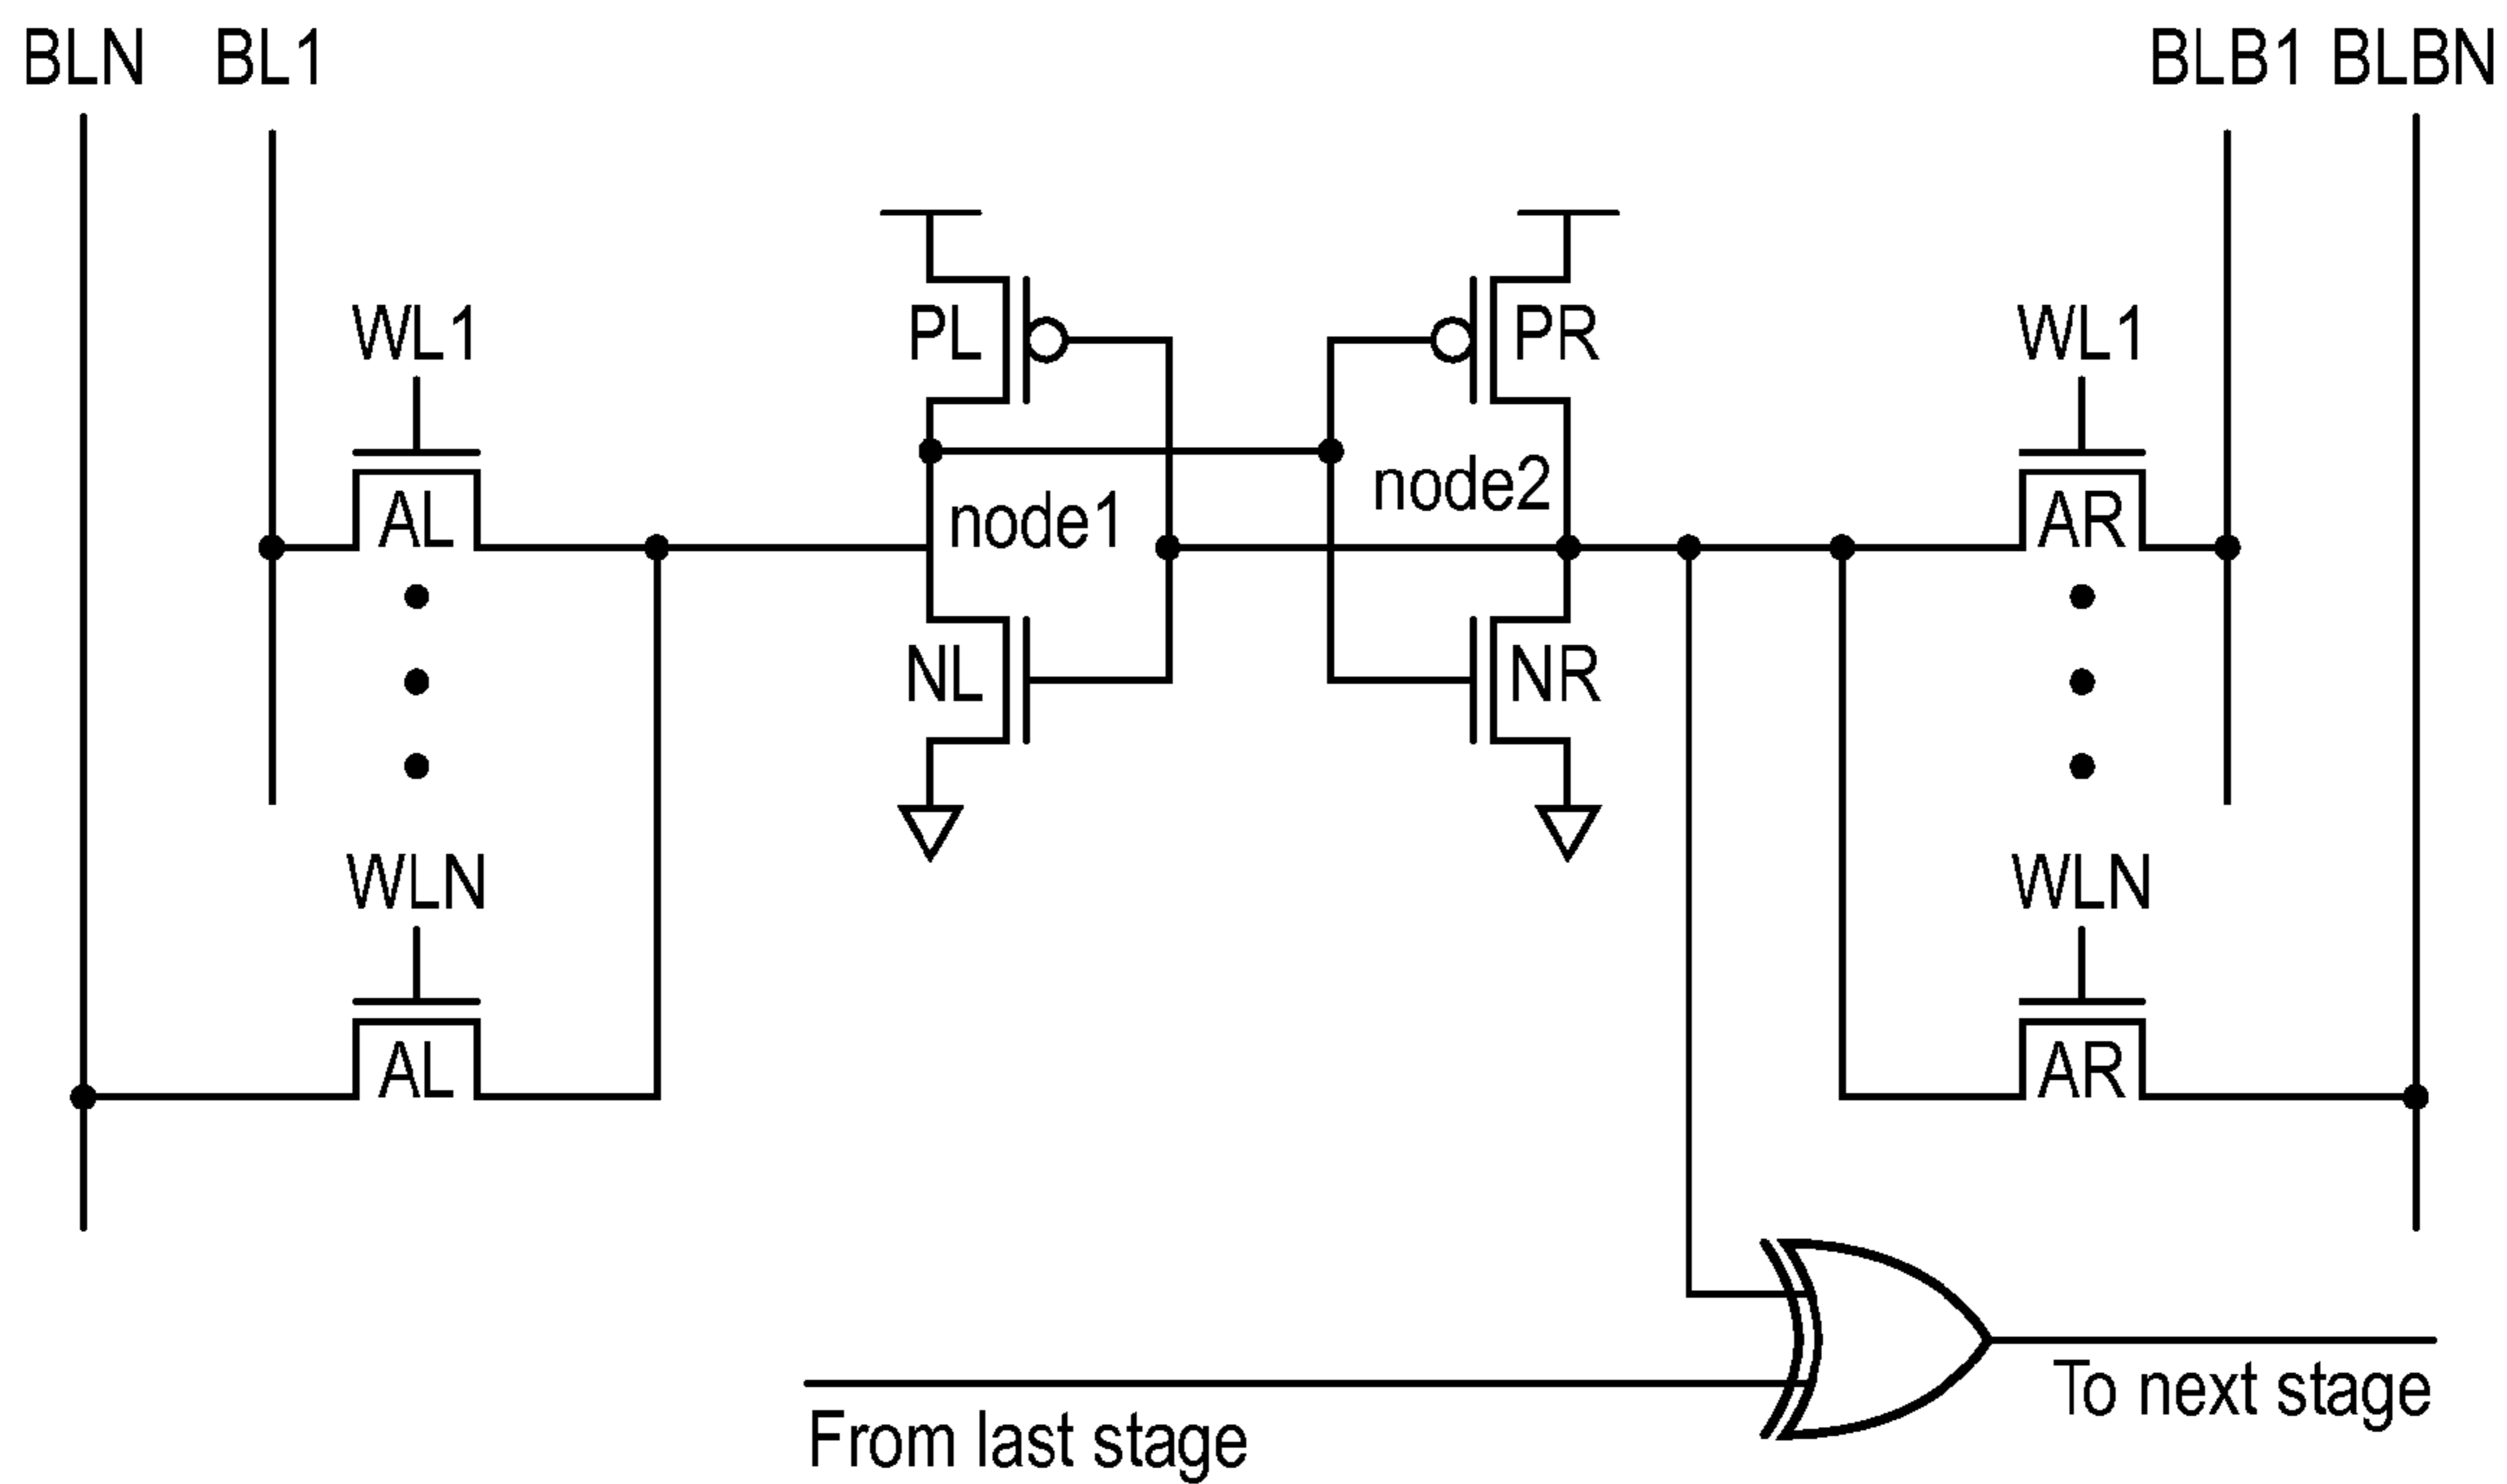 BLN BL1 BLB1 BLBN
WL1 PL PR WL1
AL node1 node2 AR
NL NR
WLN WLN
AL AR
From last stage To next stage